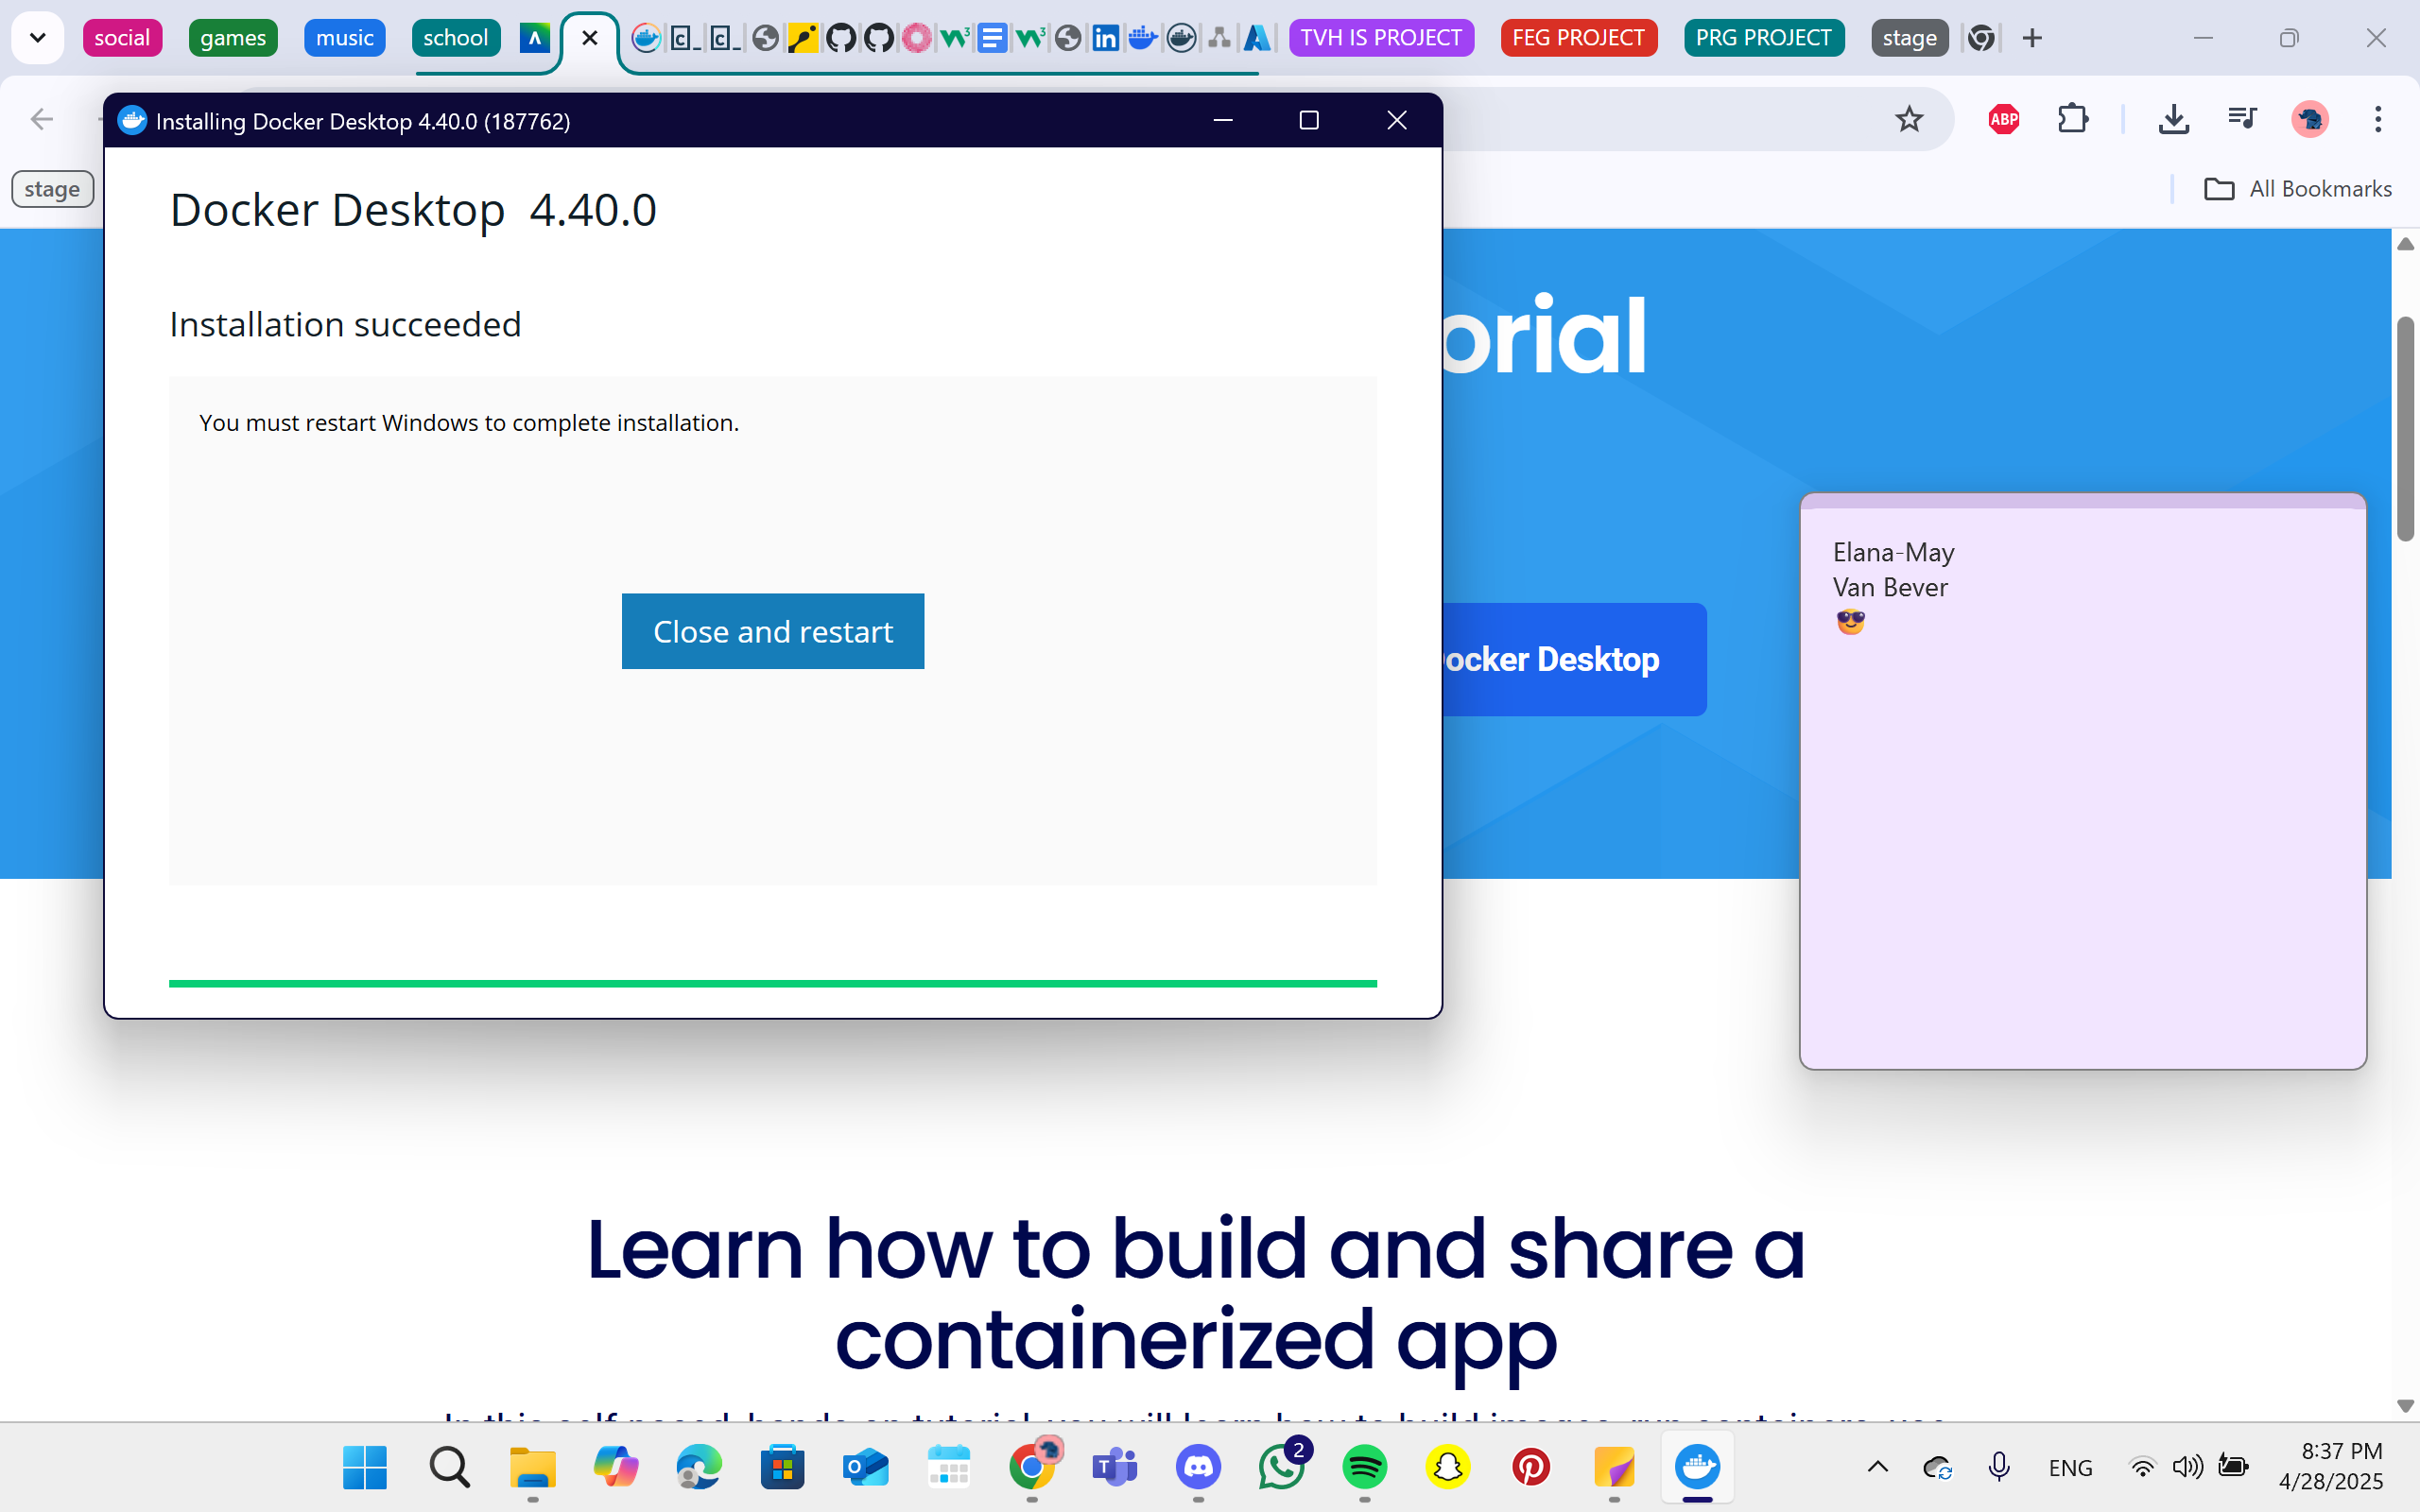 social games music school TVH IS PROJECT FEG PROJECT PRG PROJECT stage
Installing Docker Desktop 4.40.0 (187762)
ABP
stage
All Bookmarks
Docker Desktop 4.40.0
Installation succeeded
You must restart Windows to complete installation.
Close and restart
orial
ocker Desktop
Elana-May
Van Bever
😎
Learn how to build and share a
containerized app
2
ENG
8:37 PM
4/28/2025